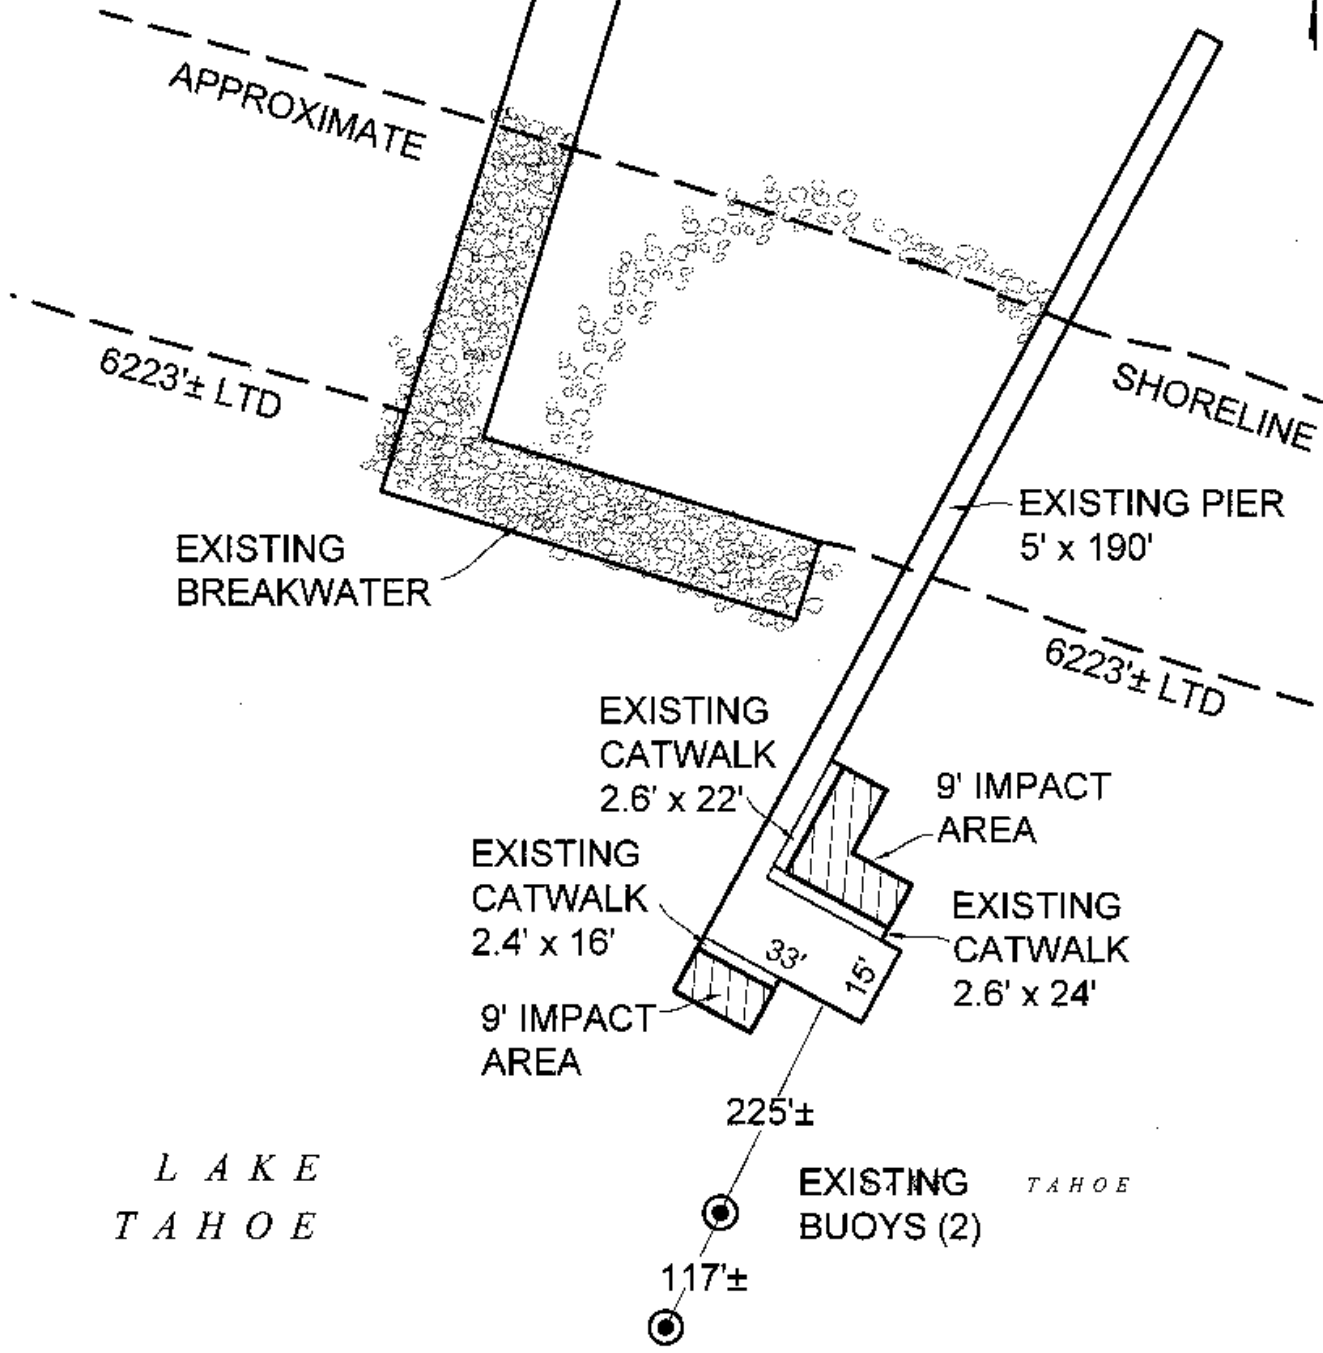 APPROXIMATE
6223'± LTD
SHORELINE
EXISTING PIER
5' x 190'
EXISTING
BREAKWATER
6223'± LTD
EXISTING
CATWALK
2.6' x 22'
9' IMPACT
AREA
EXISTING
CATWALK
2.4' x 16'
EXISTING
CATWALK
2.6' x 24'
33'
15'
9' IMPACT
AREA
225'±
LAKE
TAHOE
EXISTING
BUOYS (2)
TAHOE
117'±